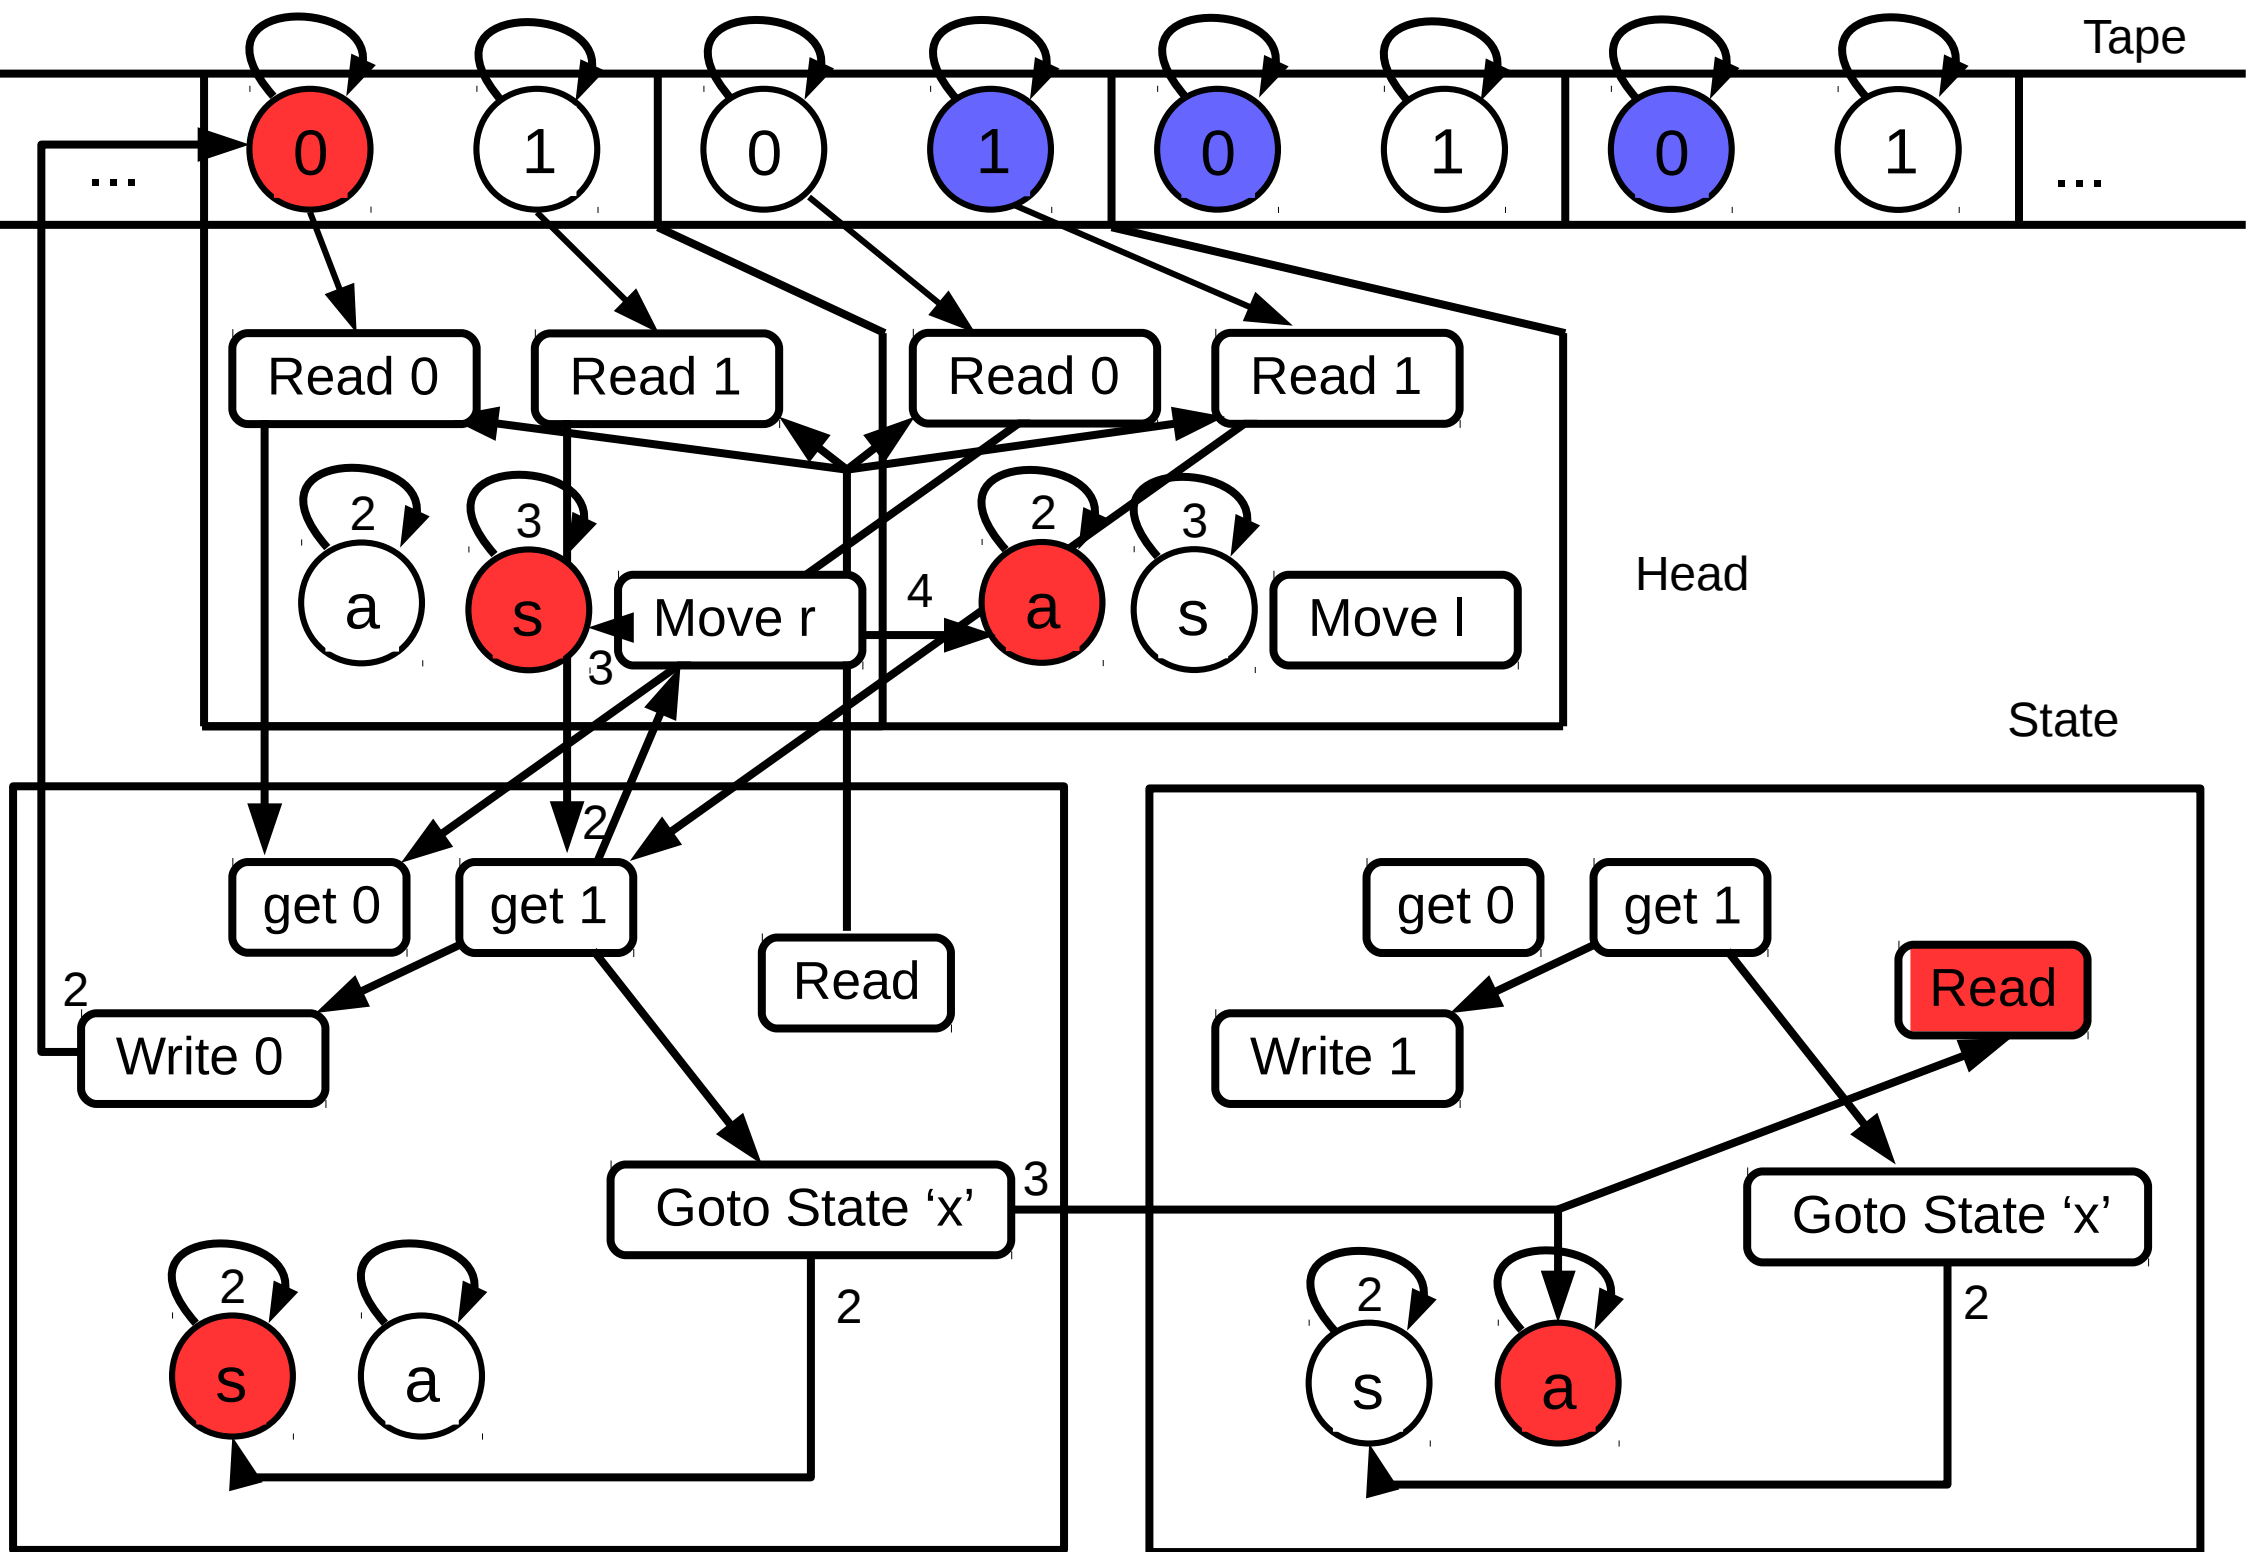 Tape
0 1 0 1 0 1 0 1
... ...
Read 0 Read 1 Read 0 Read 1
2 3 2 3
a s Move r 4 a s Move l
Head
3
State
2
get 0 get 1 get 0 get 1
Read Read
2
Write 0 Write 1
3
Goto State ‘x’ Goto State ‘x’
2 2 2 2
s a s a